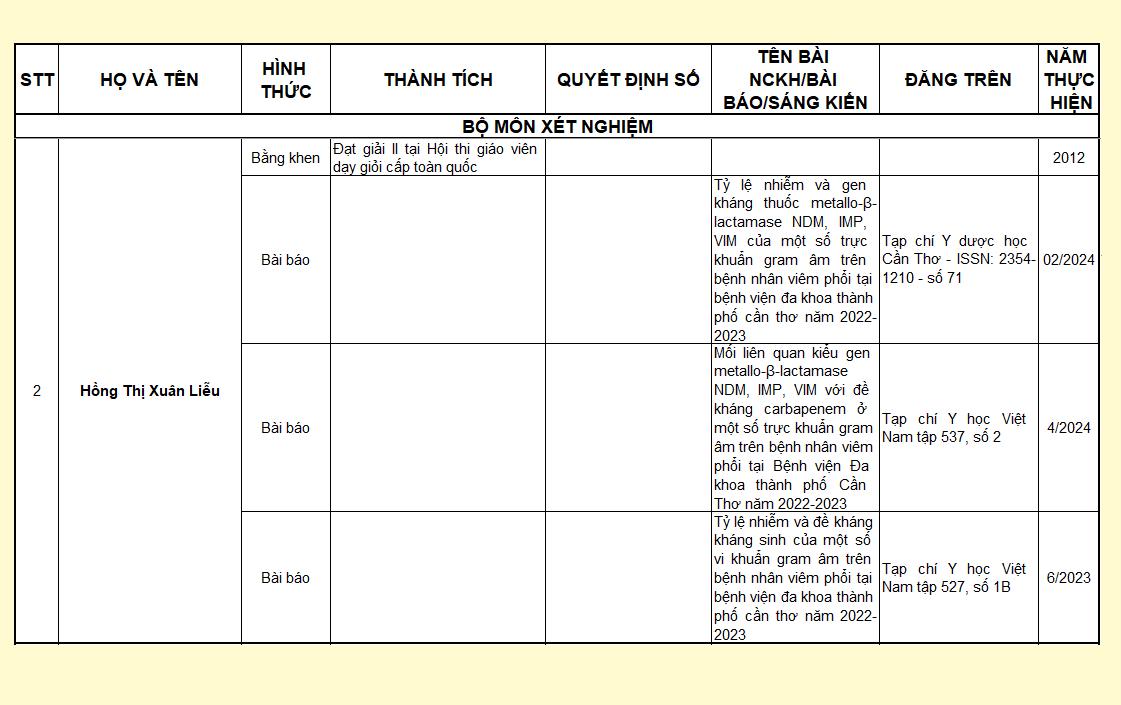 STT
HỌ VÀ TÊN
HÌNH
THỨC
THÀNH TÍCH
QUYẾT ĐỊNH SỐ
TÊN BÀI
NCKH/BÀI
BÁO/SÁNG KIẾN
ĐĂNG TRÊN
NĂM
THỰC
HIỆN
BỘ MÔN XÉT NGHIỆM
2
Hồng Thị Xuân Liễu
Bằng khen
Đạt giải II tại Hội thi giáo viên
dạy giỏi cấp toàn quốc
2012
Bài báo
Tỷ lệ nhiễm và gen
kháng thuốc metallo-β-
lactamase NDM, IMP,
VIM của một số trực
khuẩn gram âm trên
bệnh nhân viêm phổi tại
bệnh viện đa khoa thành
phố cần thơ năm 2022-
2023
Tạp chí Y dược học
Cần Thơ - ISSN: 2354-
1210 - số 71
02/2024
Bài báo
Mối liên quan kiểu gen
metallo-β-lactamase
NDM, IMP, VIM với đề
kháng carbapenem ở
một số trực khuẩn gram
âm trên bệnh nhân viêm
phổi tại Bệnh viện Đa
khoa thành phố Cần
Thơ năm 2022-2023
Tạp chí Y học Việt
Nam tập 537, số 2
4/2024
Bài báo
Tỷ lệ nhiễm và đề kháng
kháng sinh của một số
vi khuẩn gram âm trên
bệnh nhân viêm phổi tại
bệnh viện đa khoa thành
phố cần thơ năm 2022-
2023
Tạp chí Y học Việt
Nam tập 527, số 1B
6/2023